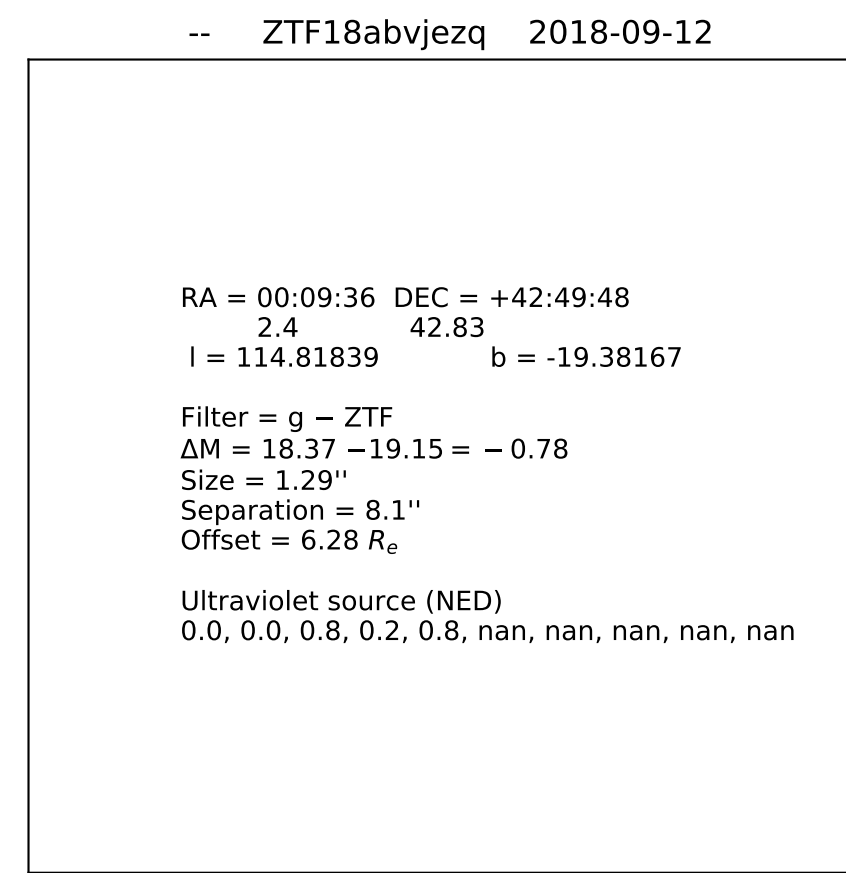 -- ZTF18abvjezq 2018-09-12
RA = 00:09:36 DEC = +42:49:48
2.4 42.83
l = 114.81839 b = -19.38167
Filter = g − ZTF
ΔM = 18.37 −19.15 = − 0.78
Size = 1.29''
Separation = 8.1''
Offset = 6.28 Re
Ultraviolet source (NED)
0.0, 0.0, 0.8, 0.2, 0.8, nan, nan, nan, nan, nan